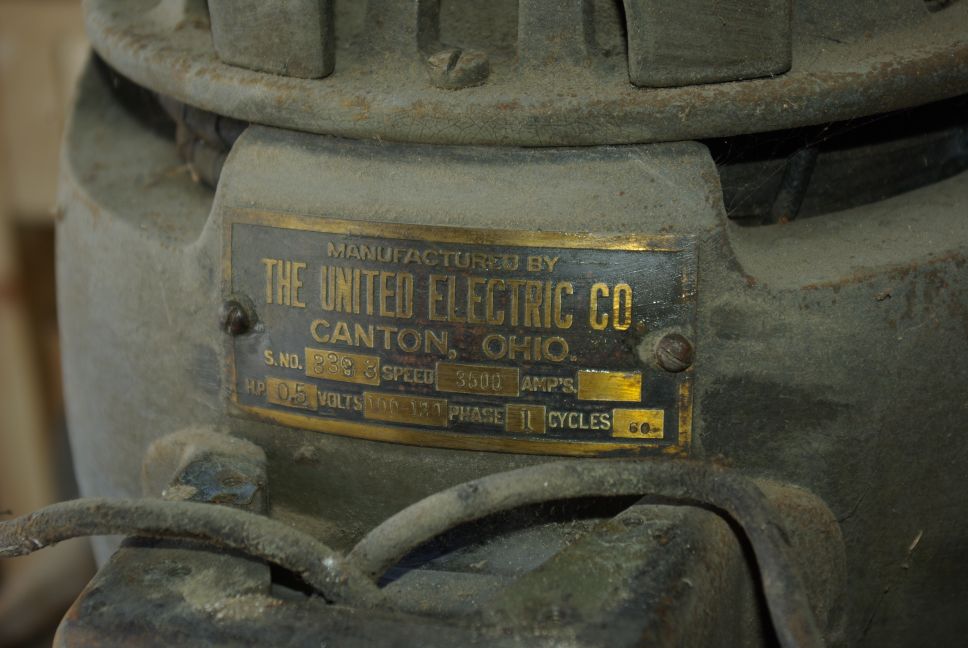 MANUFACTURED BY
THE UNITED ELECTRIC CO
CANTON, OHIO.
S.NO. SPEED 3500 AMP'S
H.P. 0.5 VOLTS PHASE 1 CYCLES 60